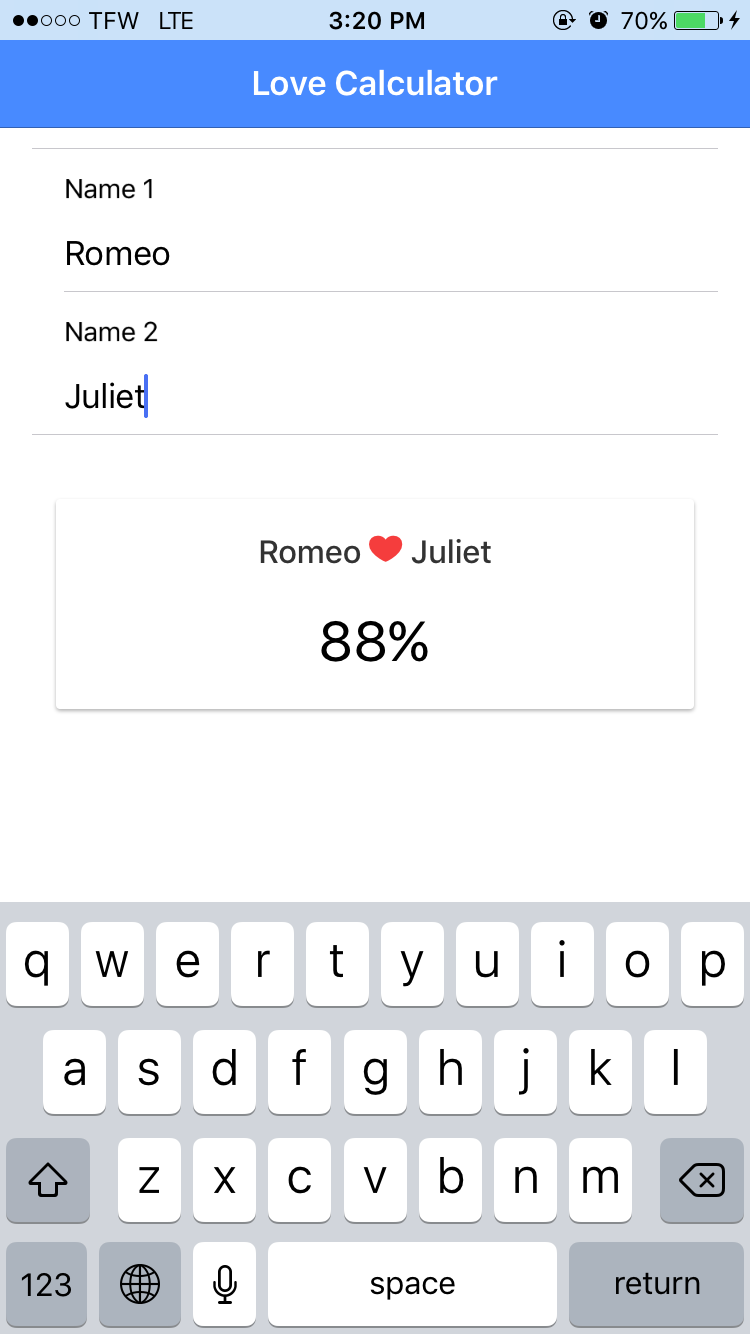 TFW LTE 3:20 PM 70%
Love Calculator
Name 1
Romeo
Name 2
Juliet
Romeo ❤ Juliet
88%
q w e r t y u i o p
a s d f g h j k l
z x c v b n m
123 space return